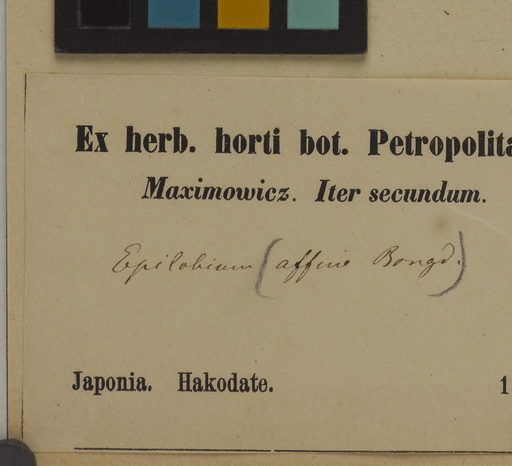 Ex herb. horti bot. Petropolita
Maximowicz. Iter secundum.
Epilobium (affine Bongd.)
Japonia. Hakodate. 1